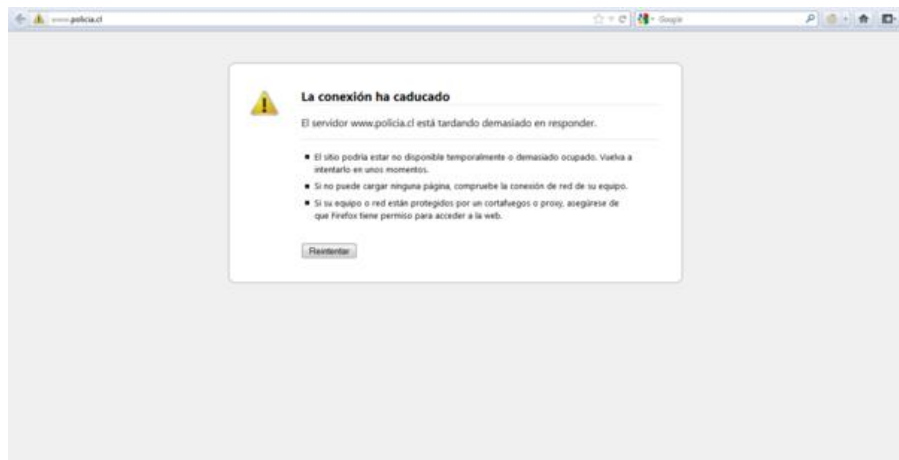 www.policia.cl
Google
La conexión ha caducado
El servidor www.policia.cl está tardando demasiado en responder.
El sitio podría estar no disponible temporalmente o demasiado ocupado. Vuelva a
intentarlo en unos momentos.
Si no puede cargar ninguna página, compruebe la conexión de red de su equipo.
Si su equipo o red están protegidos por un cortafuegos o proxy, asegúrese de
que Firefox tiene permiso para acceder a la web.
Reintentar